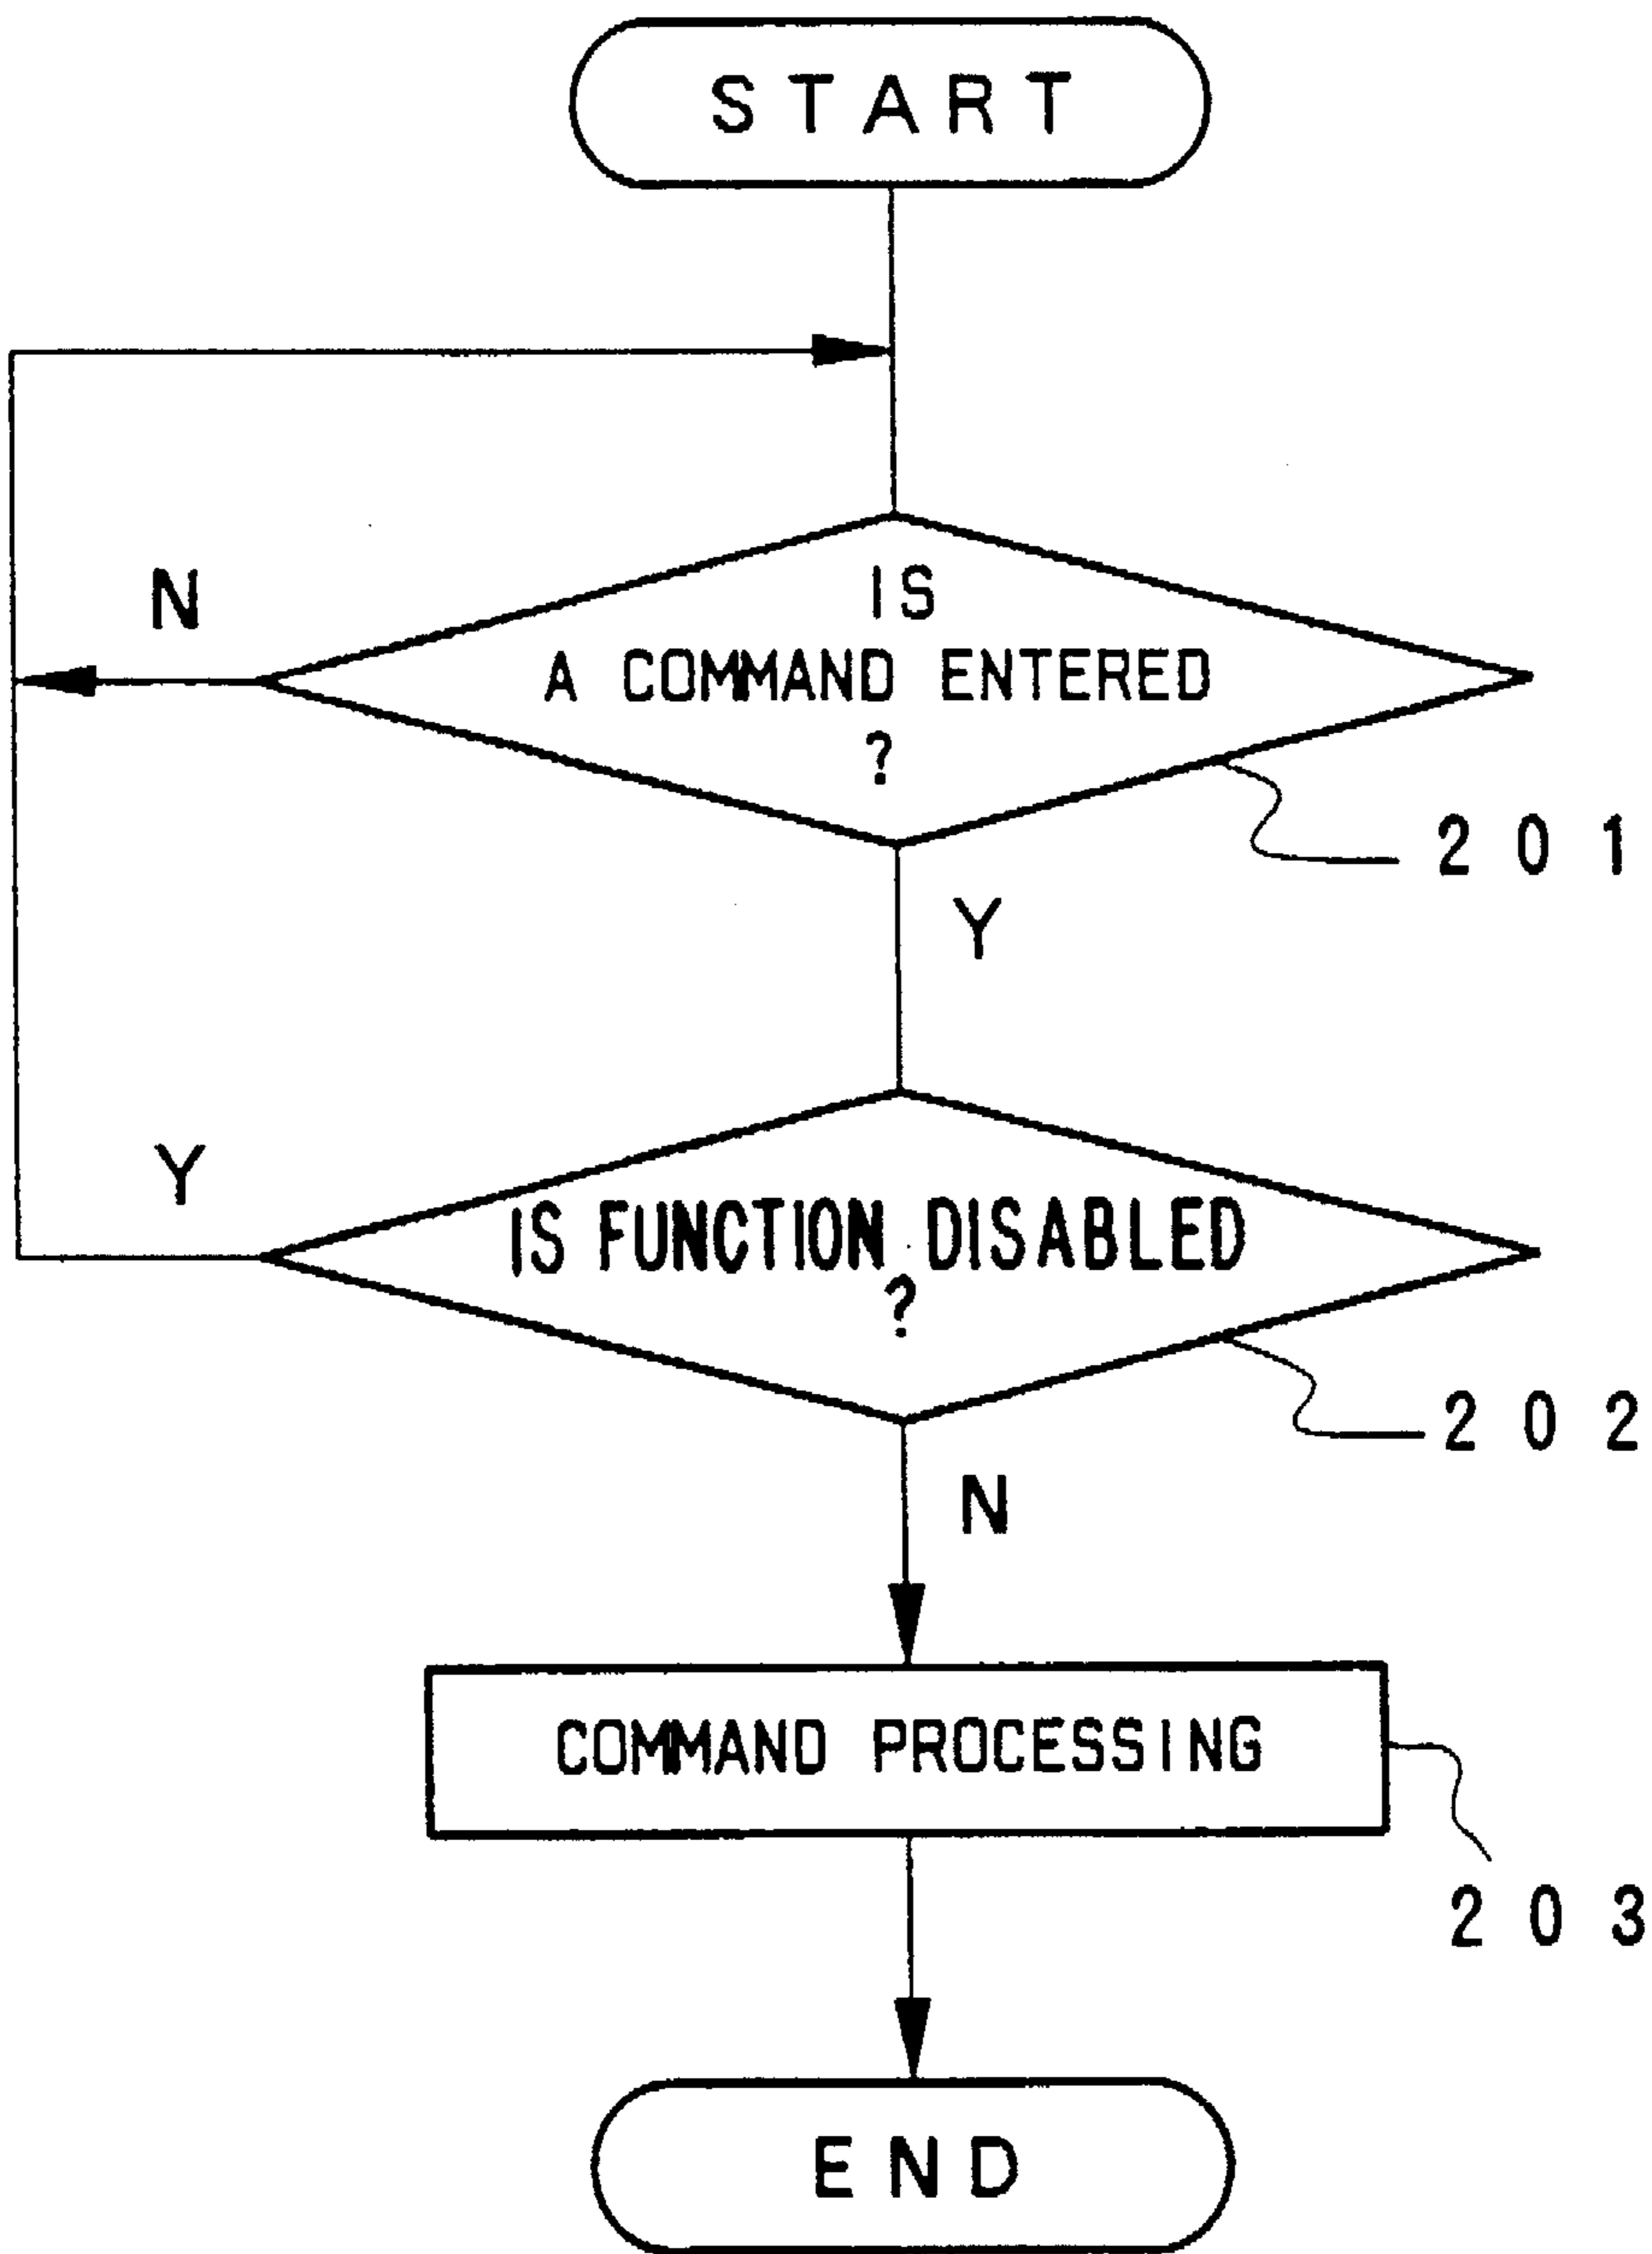 START
N
IS
A COMMAND ENTERED
?
201
Y
Y
IS FUNCTION DISABLED
?
202
N
COMMAND PROCESSING
203
END